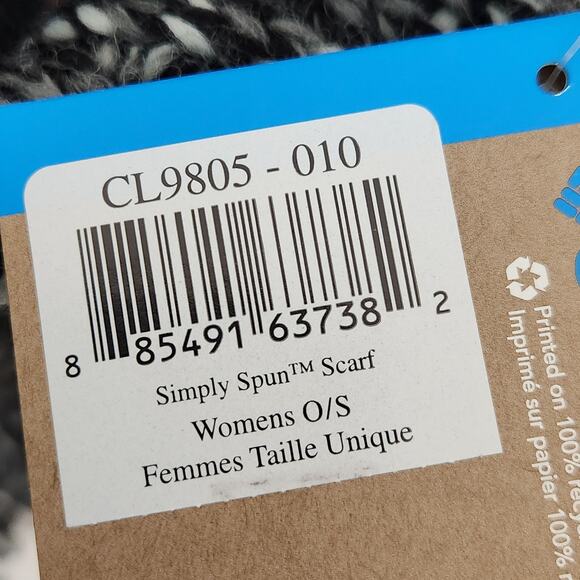 CL9805 - 010
8 85491 63738 2
Simply Spun™ Scarf
Womens O/S
Femmes Taille Unique
Printed on 100%
Imprimé sur papier 100%